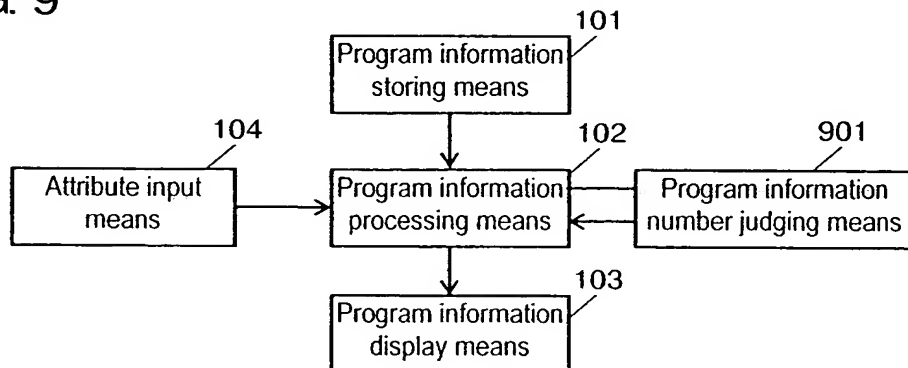 101
Program information
storing means
104
102
901
Attribute input
means
Program information
processing means
Program information
number judging means
103
Program information
display means